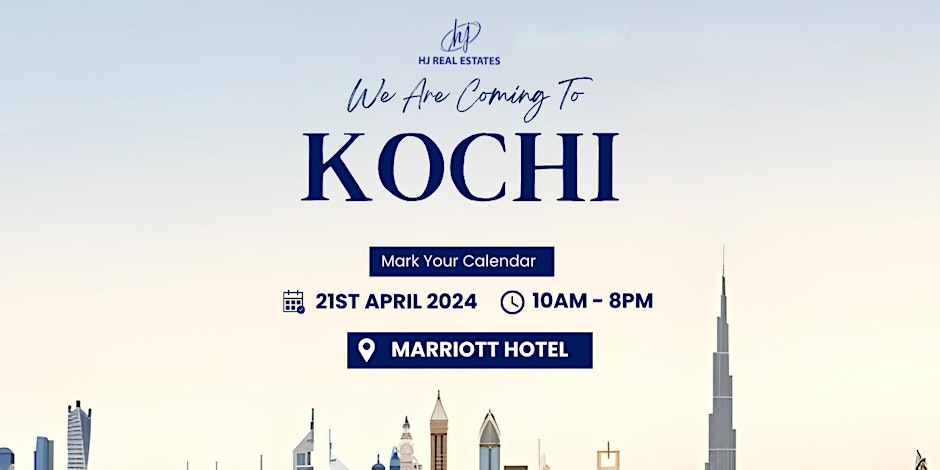 HJ REAL ESTATES
We Are Coming To
KOCHI
Mark Your Calendar
21ST APRIL 2024 10AM - 8PM
MARRIOTT HOTEL